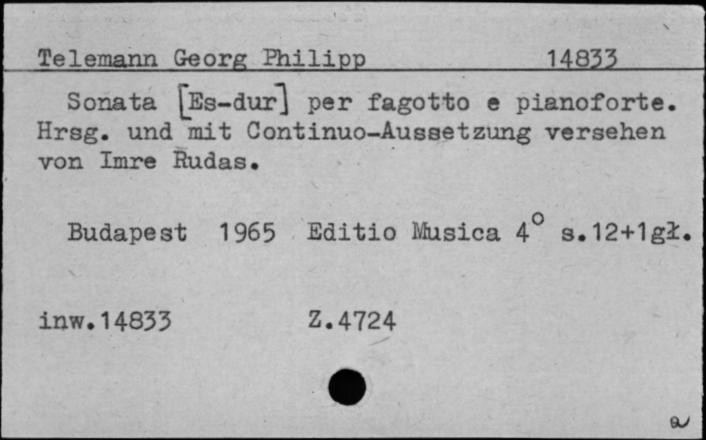 Telemann Georg Philipp 14833
Sonata [Es-dur] per fagotto e pianoforte.
Hrsg. und mit Continuo-Aussetzung versehen
von Imre Rudas.
Budapest 1965 Editio Musica 4° s.12+1gł.
inw.14833 Z.4724